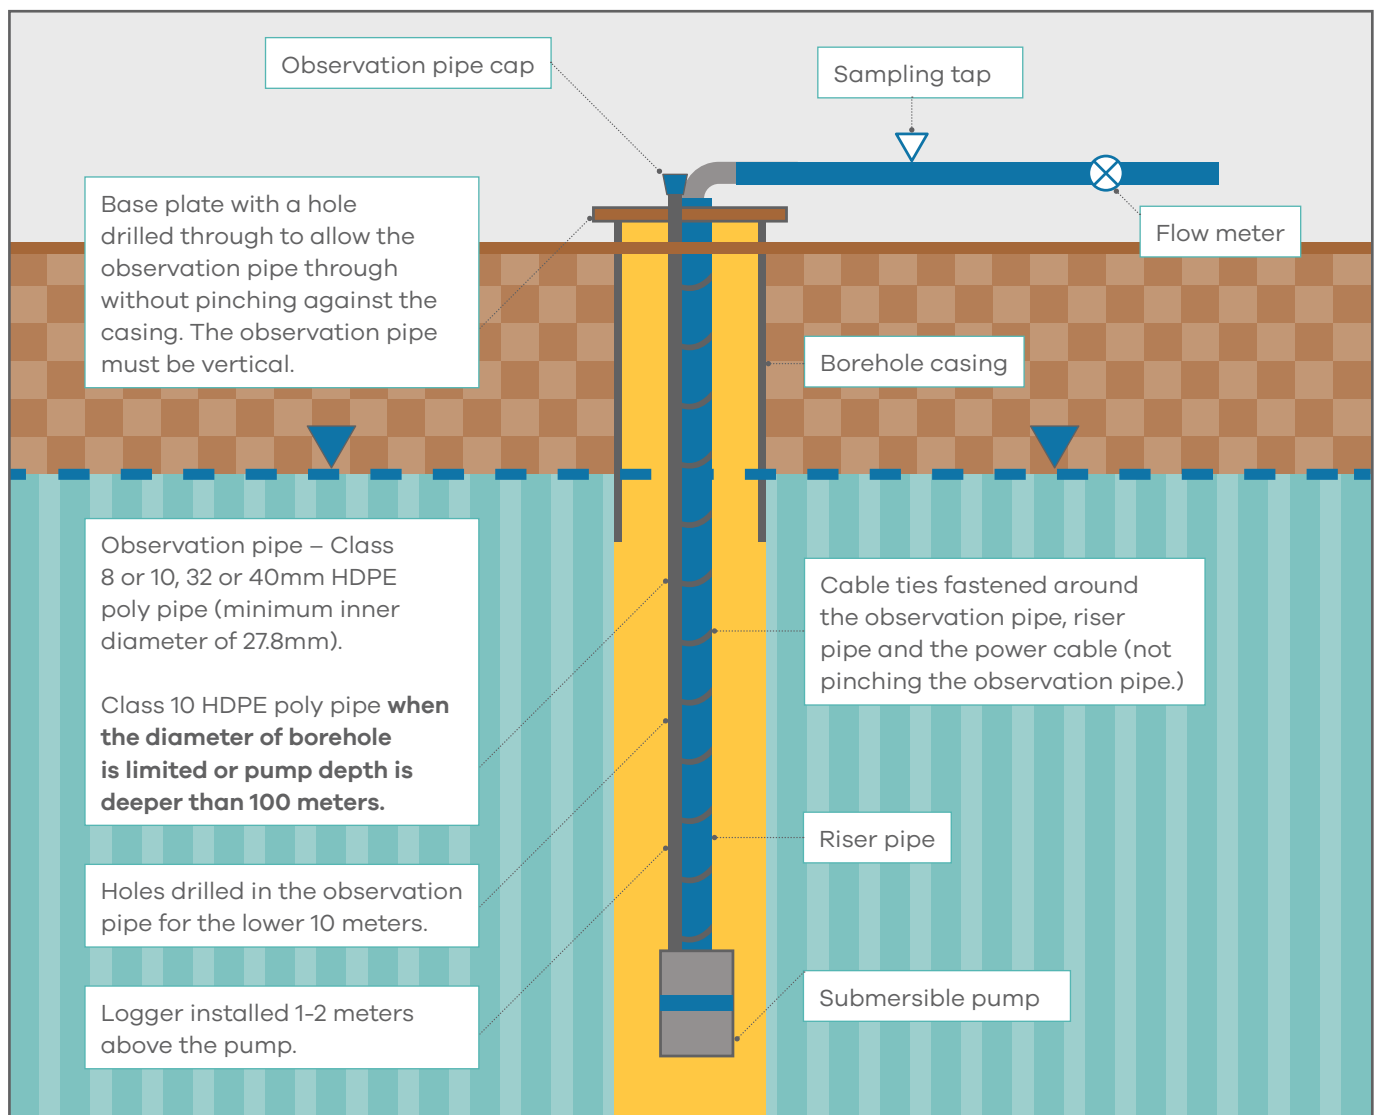 Observation pipe cap
Sampling tap
Base plate with a hole
drilled through to allow the
observation pipe through
without pinching against the
casing. The observation pipe
must be vertical.
Flow meter
Borehole casing
Observation pipe – Class
8 or 10, 32 or 40mm HDPE
poly pipe (minimum inner
diameter of 27.8mm).
Class 10 HDPE poly pipe when
the diameter of borehole
is limited or pump depth is
deeper than 100 meters.
Cable ties fastened around
the observation pipe, riser
pipe and the power cable (not
pinching the observation pipe.)
Riser pipe
Holes drilled in the observation
pipe for the lower 10 meters.
Logger installed 1-2 meters
above the pump.
Submersible pump